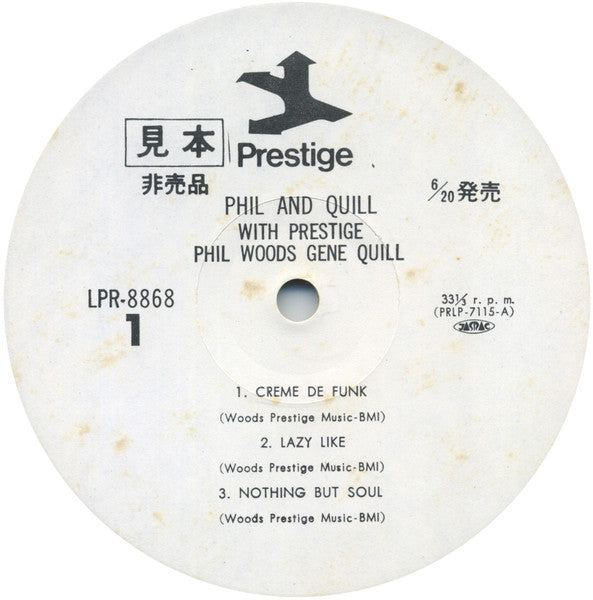 見本
Prestige
非売品
6/20発売
PHIL AND QUILL
WITH PRESTIGE
PHIL WOODS GENE QUILL
LPR-8868
1
33⅓ r. p. m.
(PRLP-7115-A)
JASRAC
1. CREME DE FUNK
(Woods Prestige Music-BMI)
2. LAZY LIKE
(Woods Prestige Music-BMI)
3. NOTHING BUT SOUL
(Woods Prestige Music-BMI)